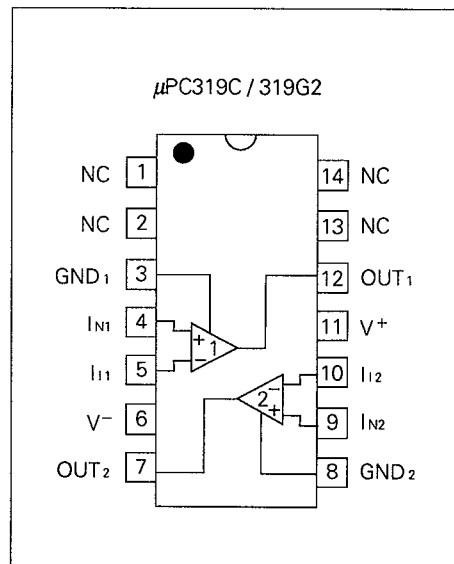 μPC319C / 319G2
NC 1 14 NC
NC 2 13 NC
GND1 3 12 OUT1
IN1 4 11 V+
+ 1
−
II1 5 10 II2
2 −
+
V− 6 9 IN2
OUT2 7 8 GND2